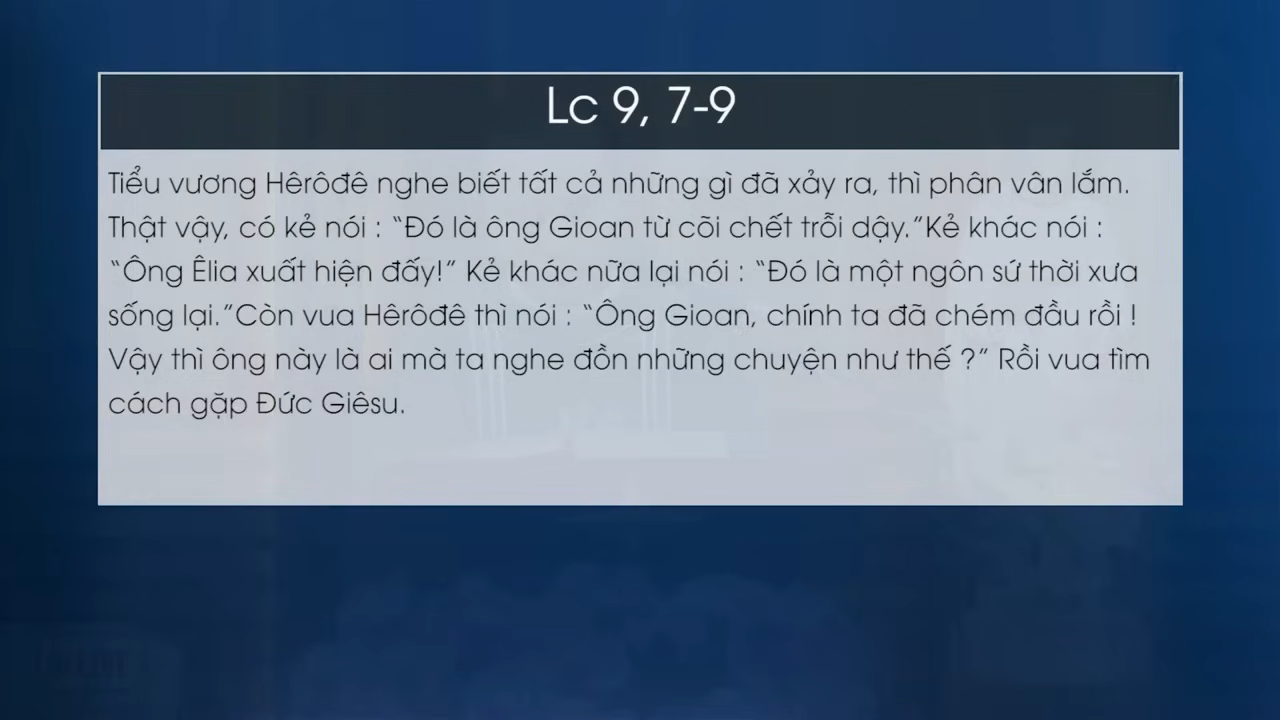 Lc 9, 7-9
Tiểu vương Hêrôđê nghe biết tất cả những gì đã xảy ra, thì phân vân lắm.
Thật vậy, có kẻ nói : “Đó là ông Gioan từ cõi chết trỗi dậy.”Kẻ khác nói :
“Ông Êlia xuất hiện đấy!” Kẻ khác nữa lại nói : “Đó là một ngôn sứ thời xưa
sống lại.”Còn vua Hêrôđê thì nói : “Ông Gioan, chính ta đã chém đầu rồi !
Vậy thì ông này là ai mà ta nghe đồn những chuyện như thế ?” Rồi vua tìm
cách gặp Đức Giêsu.